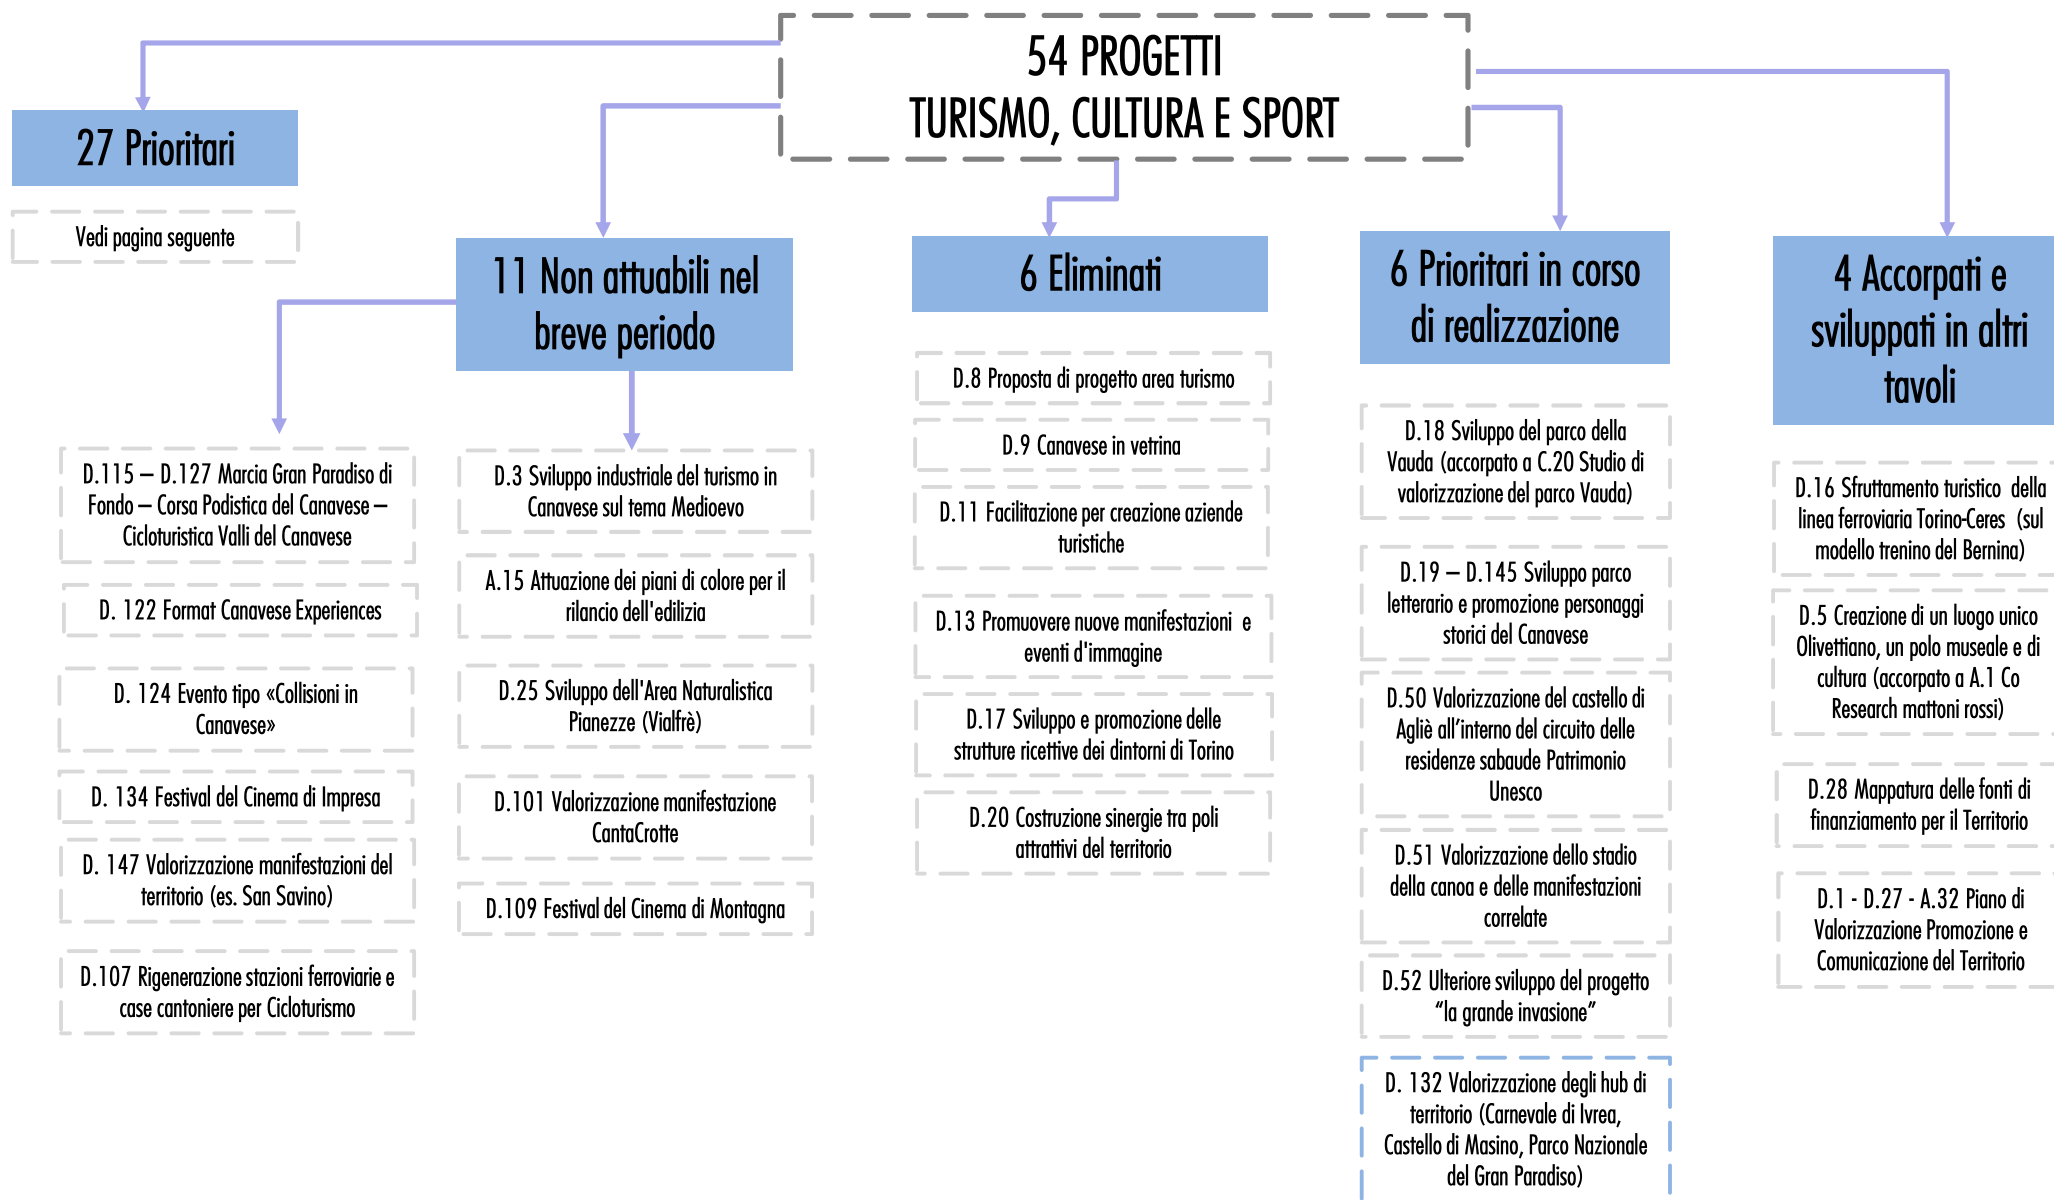 54 PROGETTI
TURISMO, CULTURA E SPORT
27 Prioritari
Vedi pagina seguente
11 Non attuabili nel
breve periodo
D.115 – D.127 Marcia Gran Paradiso di
Fondo – Corsa Podistica del Canavese –
Cicloturistica Valli del Canavese
D. 122 Format Canavese Experiences
D. 124 Evento tipo «Collisioni in
Canavese»
D. 134 Festival del Cinema di Impresa
D. 147 Valorizzazione manifestazioni del
territorio (es. San Savino)
D.107 Rigenerazione stazioni ferroviarie e
case cantoniere per Cicloturismo
D.3 Sviluppo industriale del turismo in
Canavese sul tema Medioevo
A.15 Attuazione dei piani di colore per il
rilancio dell'edilizia
D.25 Sviluppo dell'Area Naturalistica
Pianezze (Vialfrè)
D.101 Valorizzazione manifestazione
CantaCrotte
D.109 Festival del Cinema di Montagna
6 Eliminati
D.8 Proposta di progetto area turismo
D.9 Canavese in vetrina
D.11 Facilitazione per creazione aziende
turistiche
D.13 Promuovere nuove manifestazioni e
eventi d'immagine
D.17 Sviluppo e promozione delle
strutture ricettive dei dintorni di Torino
D.20 Costruzione sinergie tra poli
attrattivi del territorio
6 Prioritari in corso
di realizzazione
D.18 Sviluppo del parco della
Vauda (accorpato a C.20 Studio di
valorizzazione del parco Vauda)
D.19 – D.145 Sviluppo parco
letterario e promozione personaggi
storici del Canavese
D.50 Valorizzazione del castello di
Agliè all’interno del circuito delle
residenze sabaude Patrimonio
Unesco
D.51 Valorizzazione dello stadio
della canoa e delle manifestazioni
correlate
D.52 Ulteriore sviluppo del progetto
“la grande invasione”
D. 132 Valorizzazione degli hub di
territorio (Carnevale di Ivrea,
Castello di Masino, Parco Nazionale
del Gran Paradiso)
4 Accorpati e
sviluppati in altri
tavoli
D.16 Sfruttamento turistico della
linea ferroviaria Torino-Ceres (sul
modello trenino del Bernina)
D.5 Creazione di un luogo unico
Olivettiano, un polo museale e di
cultura (accorpato a A.1 Co
Research mattoni rossi)
D.28 Mappatura delle fonti di
finanziamento per il Territorio
D.1 - D.27 - A.32 Piano di
Valorizzazione Promozione e
Comunicazione del Territorio